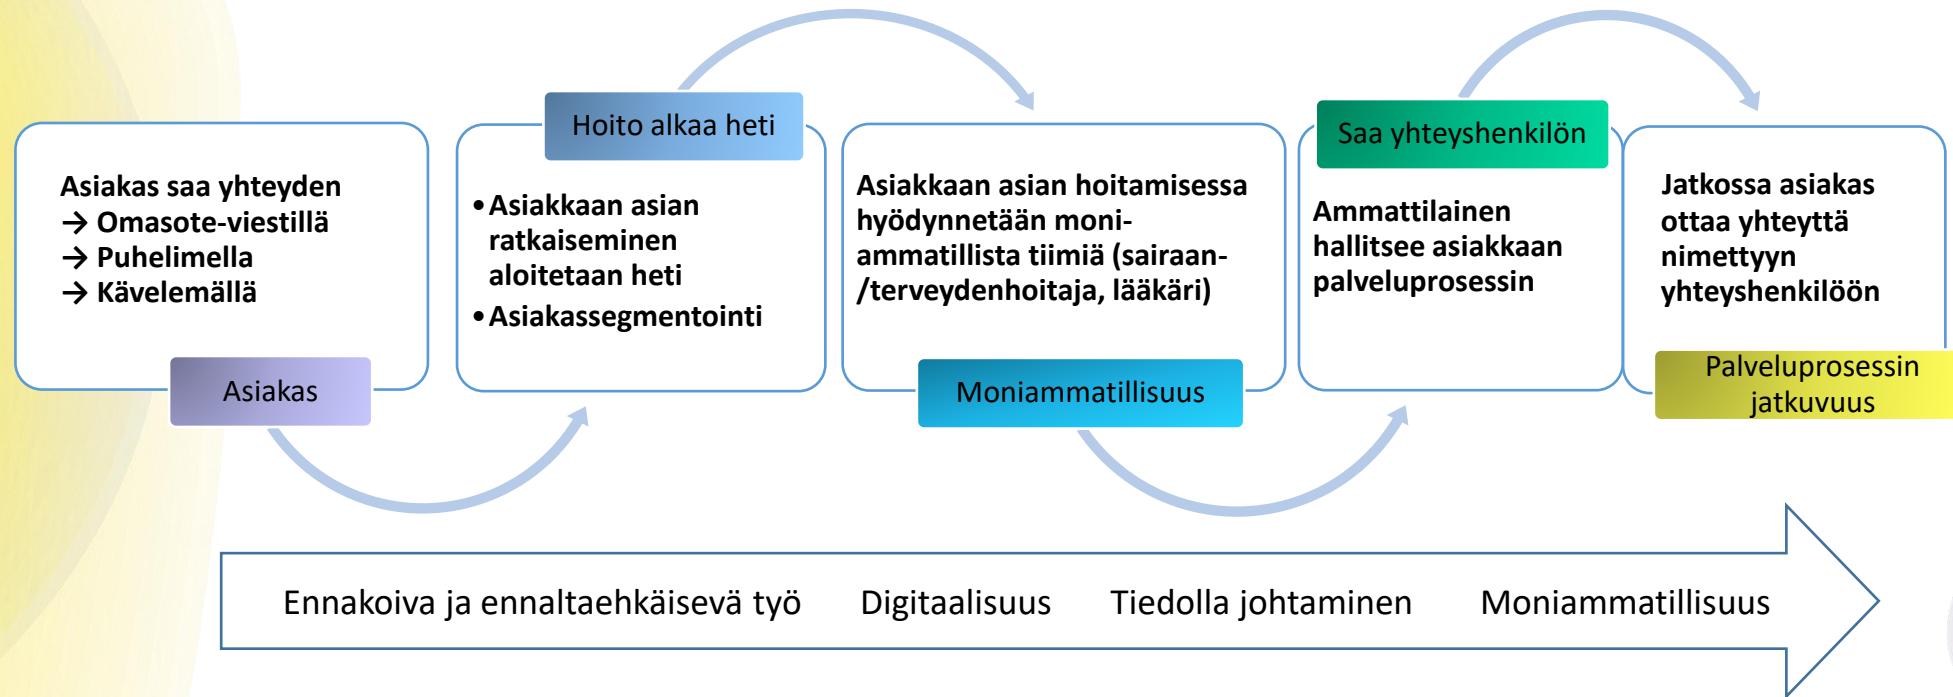 Asiakas saa yhteyden
→ Omasote-viestillä
→ Puhelimella
→ Kävelemällä
Asiakas
Hoito alkaa heti
•Asiakkaan asian
ratkaiseminen
aloitetaan heti
•Asiakassegmentointi
Asiakkaan asian hoitamisessa
hyödynnetään moni-
ammatillista tiimiä (sairaan-
/terveydenhoitaja, lääkäri)
Moniammatillisuus
Saa yhteyshenkilön
Ammattilainen
hallitsee asiakkaan
palveluprosessin
Jatkossa asiakas
ottaa yhteyttä
nimettyyn
yhteyshenkilöön
Palveluprosessin
jatkuvuus
Ennakoiva ja ennaltaehkäisevä työ Digitaalisuus Tiedolla johtaminen Moniammatillisuus